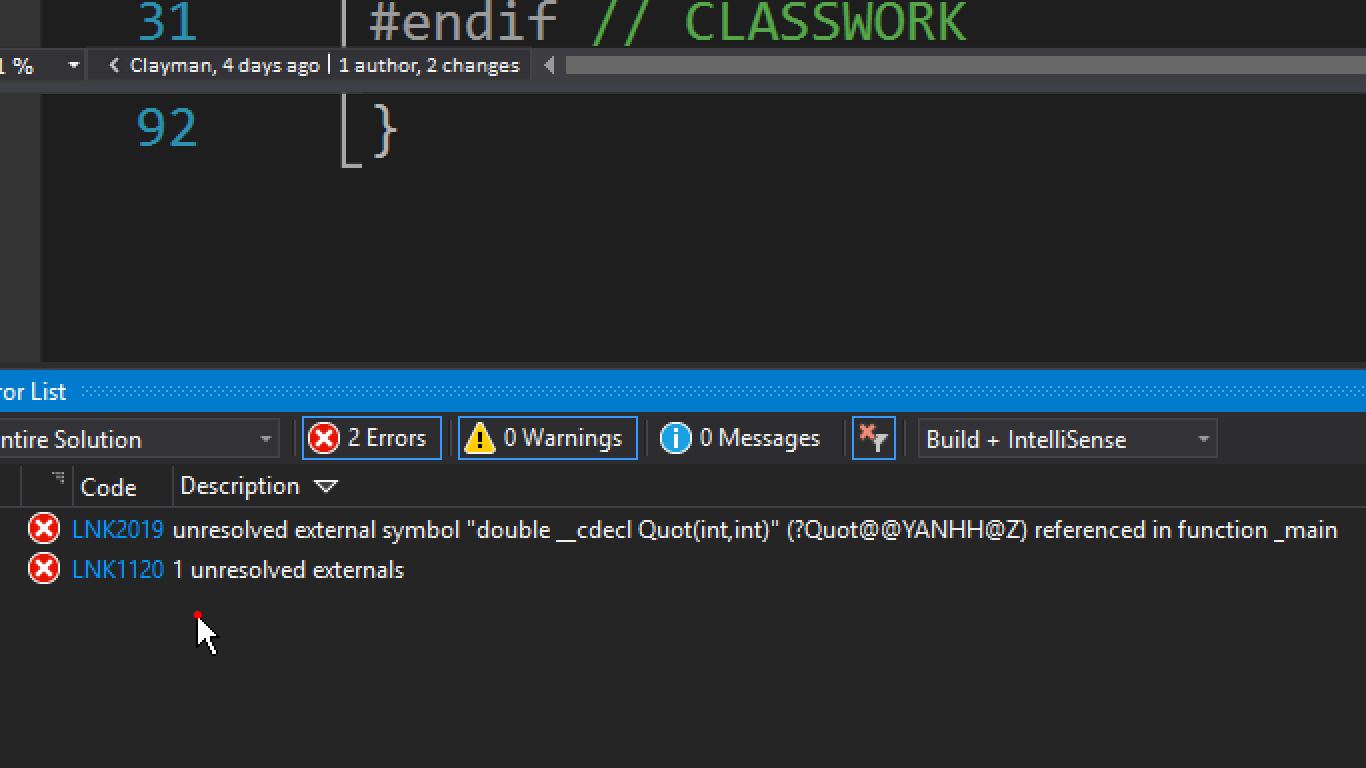 31 #endif // CLASSWORK
1 % Clayman, 4 days ago | 1 author, 2 changes
92 }
ror List
ntire Solution 2 Errors 0 Warnings 0 Messages Build + IntelliSense
Code Description
LNK2019 unresolved external symbol "double __cdecl Quot(int,int)" (?Quot@@YANHH@Z) referenced in function _main
LNK1120 1 unresolved externals